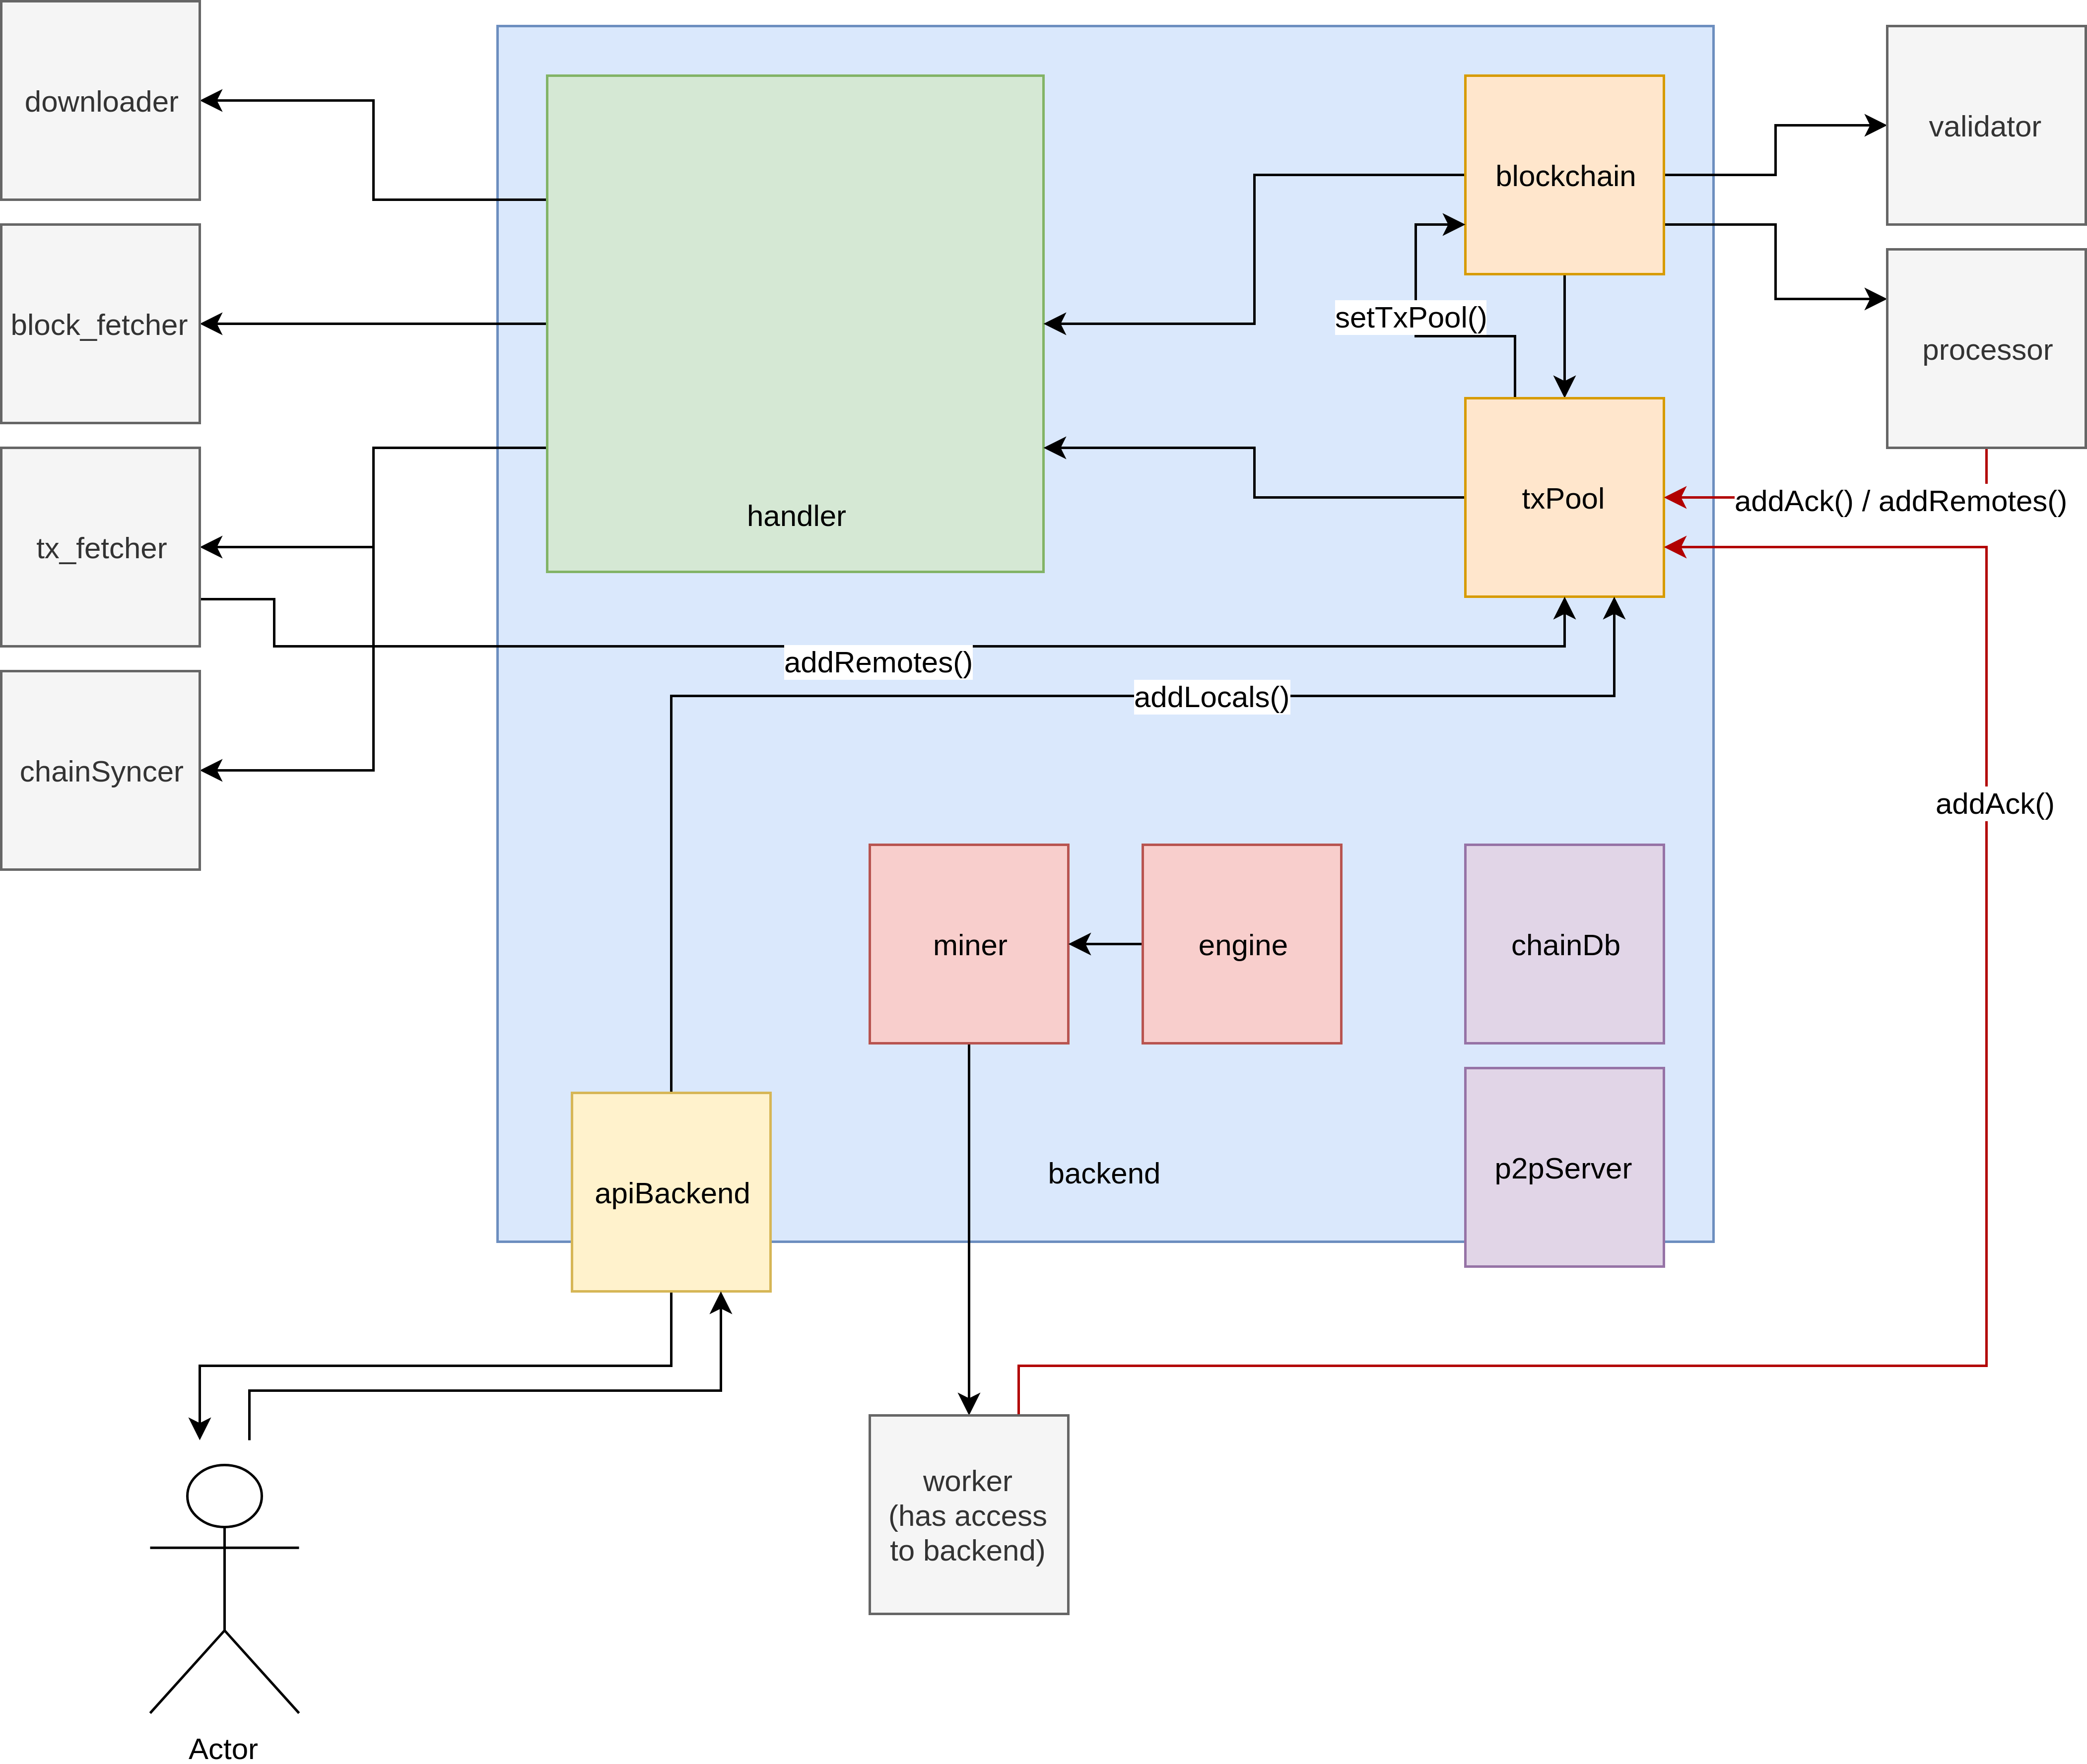 downloader
blockchain
validator
block_fetcher
setTxPool()
processor
handler
txPool
addAck() / addRemotes()
tx_fetcher
addRemotes()
addLocals()
chainSyncer
addAck()
miner
engine
chainDb
apiBackend
backend
p2pServer
worker
(has access
to backend)
Actor